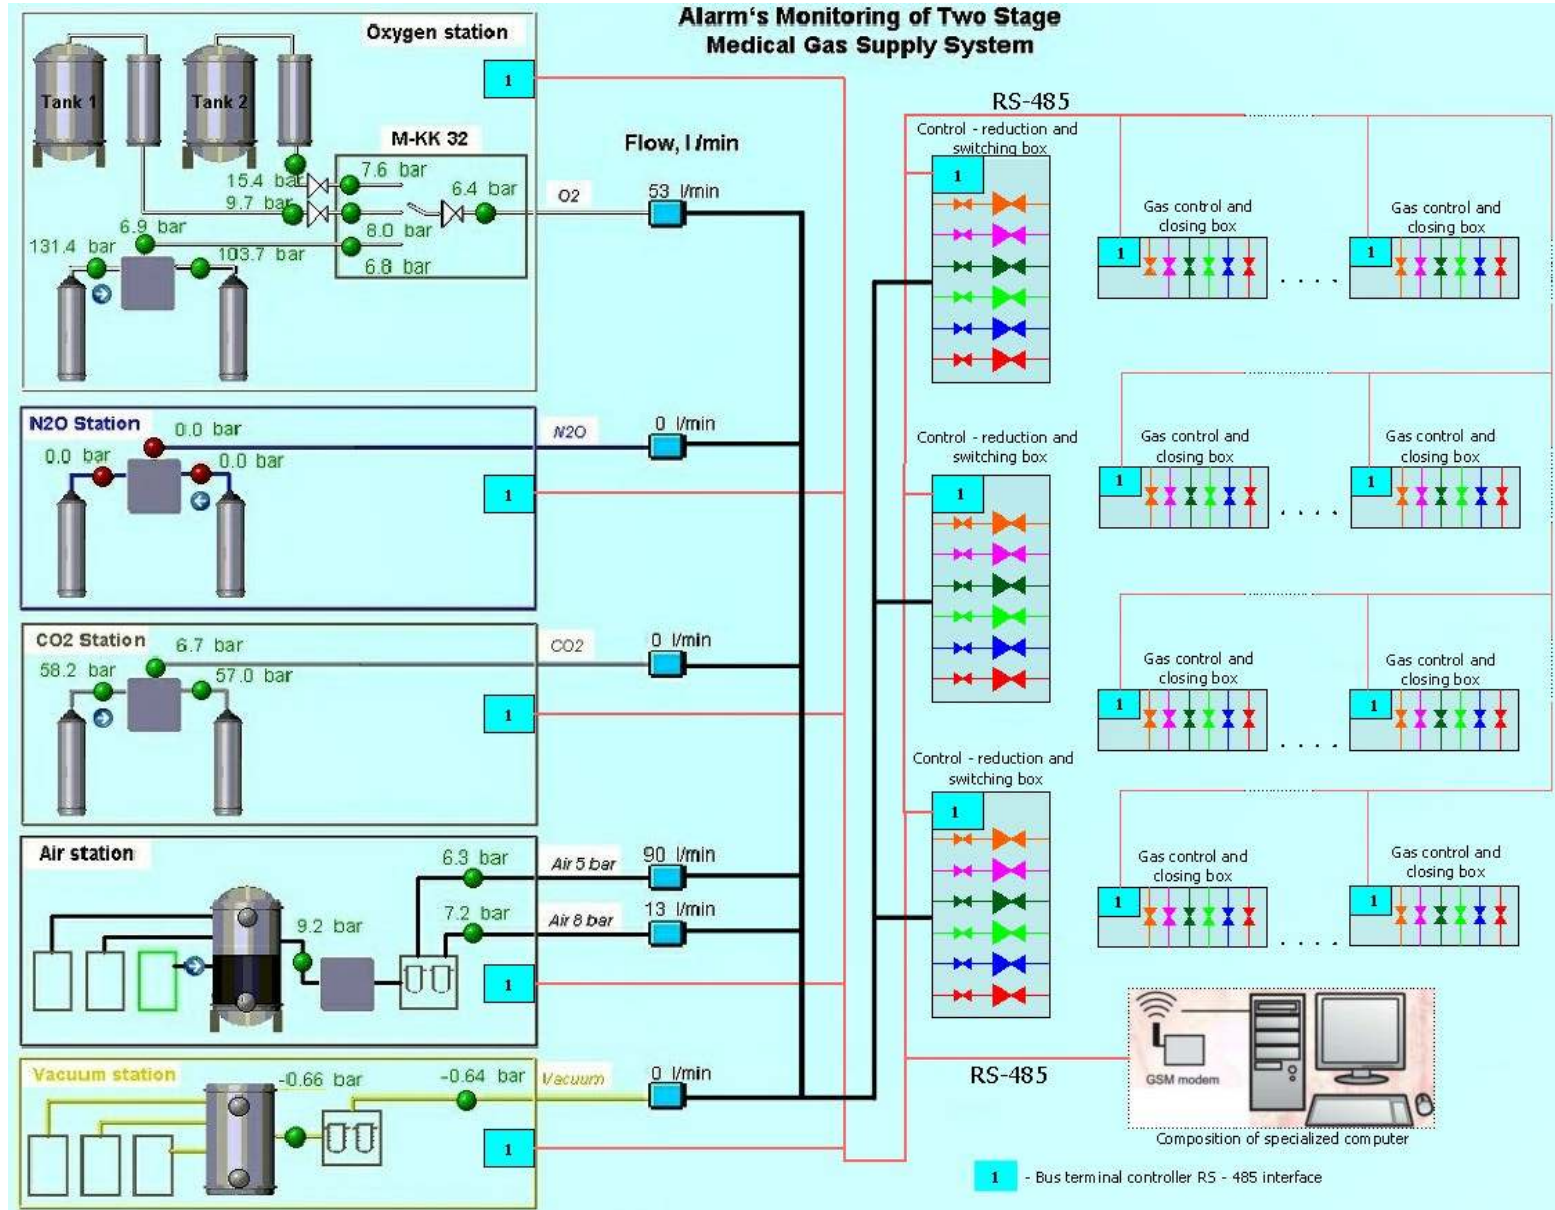 Alarm's Monitoring of Two Stage
Medical Gas Supply System
Oxygen station
1
Tank 1
Tank 2
M-KK 32
15.4 bar
7.6 bar
9.7 bar
6.4 bar
8.0 bar
6.9 bar
131.4 bar
103.7 bar
6.8 bar
O2
Flow, l /min
53 l/min
N2O Station
0.0 bar
0.0 bar
0.0 bar
1
N2O
0 l/min
CO2 Station
6.7 bar
58.2 bar
57.0 bar
1
CO2
0 l/min
Air station
6.3 bar
7.2 bar
9.2 bar
1
Air 5 bar
90 l/min
Air 8 bar
13 l/min
Vacuum station
-0.66 bar
-0.64 bar
1
Vacuum
0 l/min
RS-485
Control - reduction and
switching box
1
Gas control and
closing box
1
. . . .
Gas control and
closing box
1
Control - reduction and
switching box
1
Gas control and
closing box
1
. . . .
Gas control and
closing box
1
Gas control and
closing box
1
. . . .
Gas control and
closing box
1
Control - reduction and
switching box
1
Gas control and
closing box
1
. . . .
Gas control and
closing box
1
RS-485
GSM modem
Composition of specialized computer
1 - Bus terminal controller RS - 485 interface